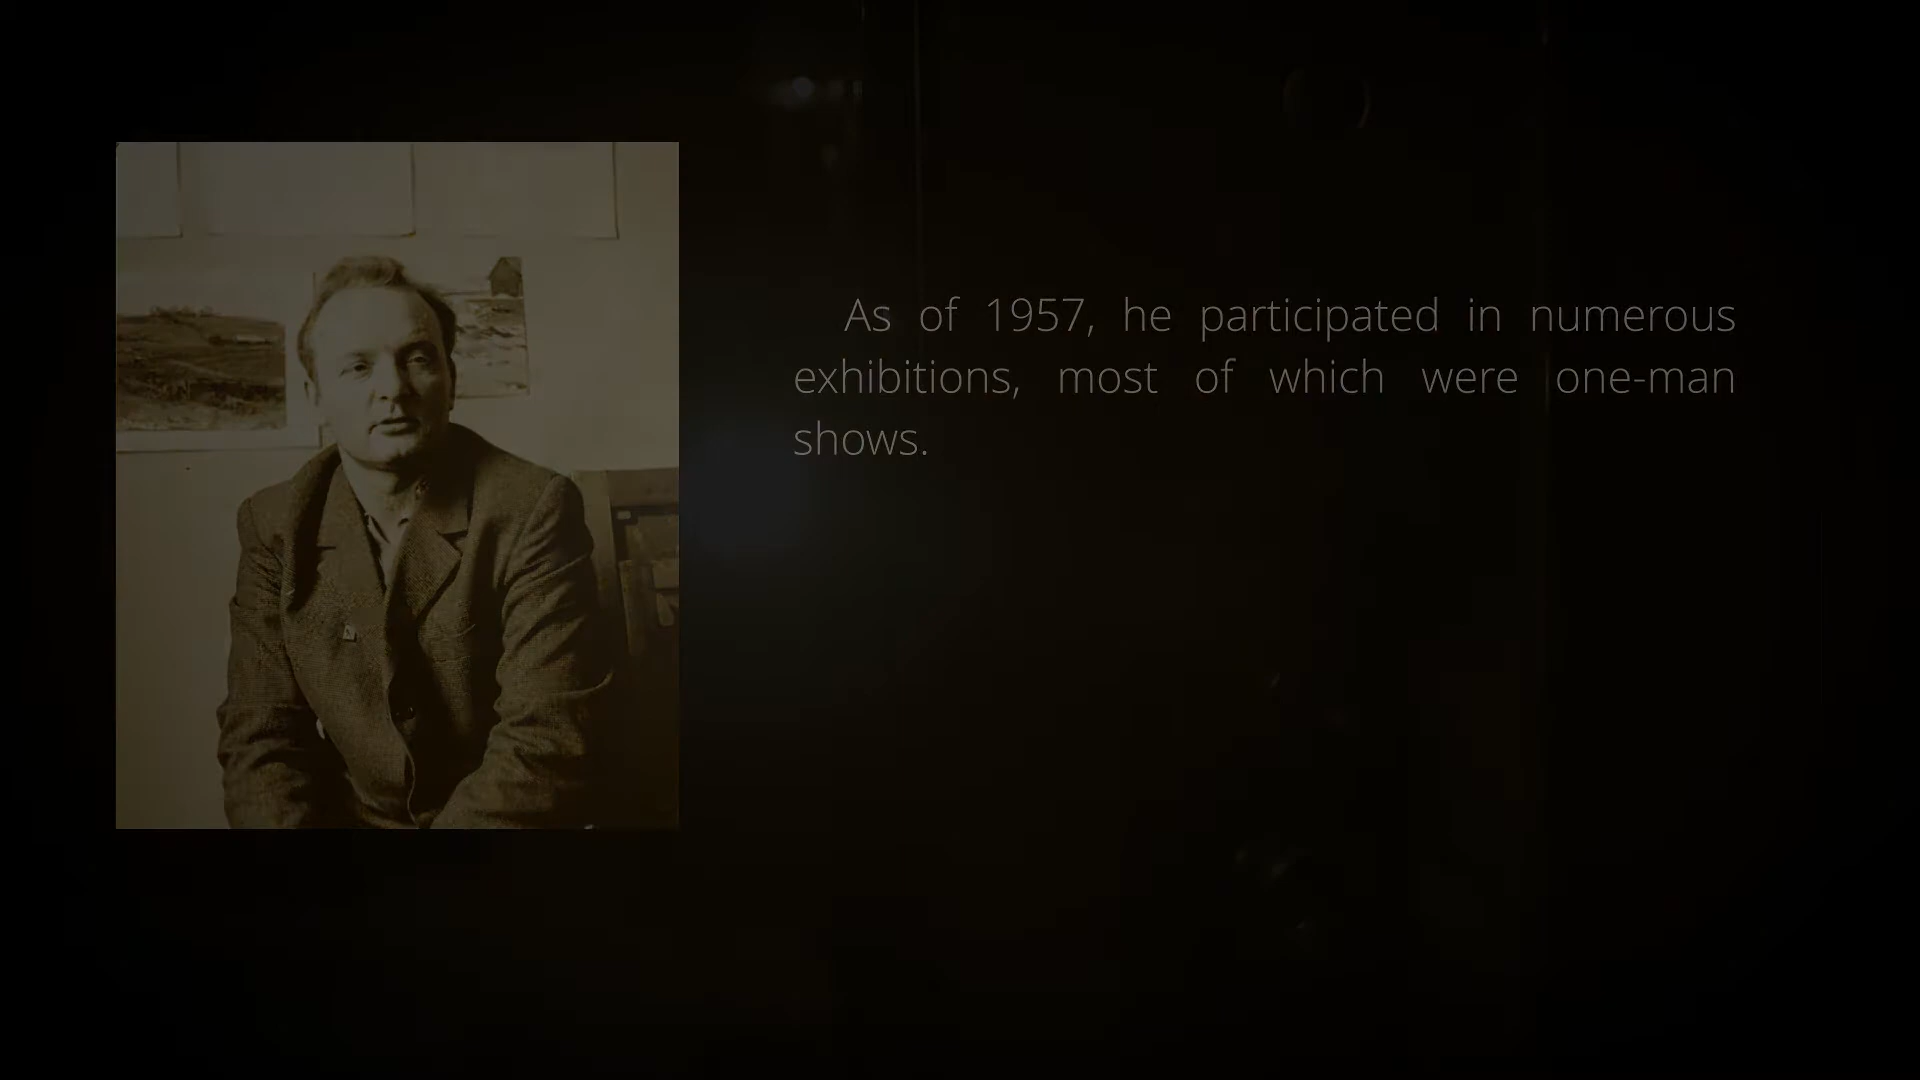 As of 1957, he participated in numerous
exhibitions, most of which were one-man
shows.